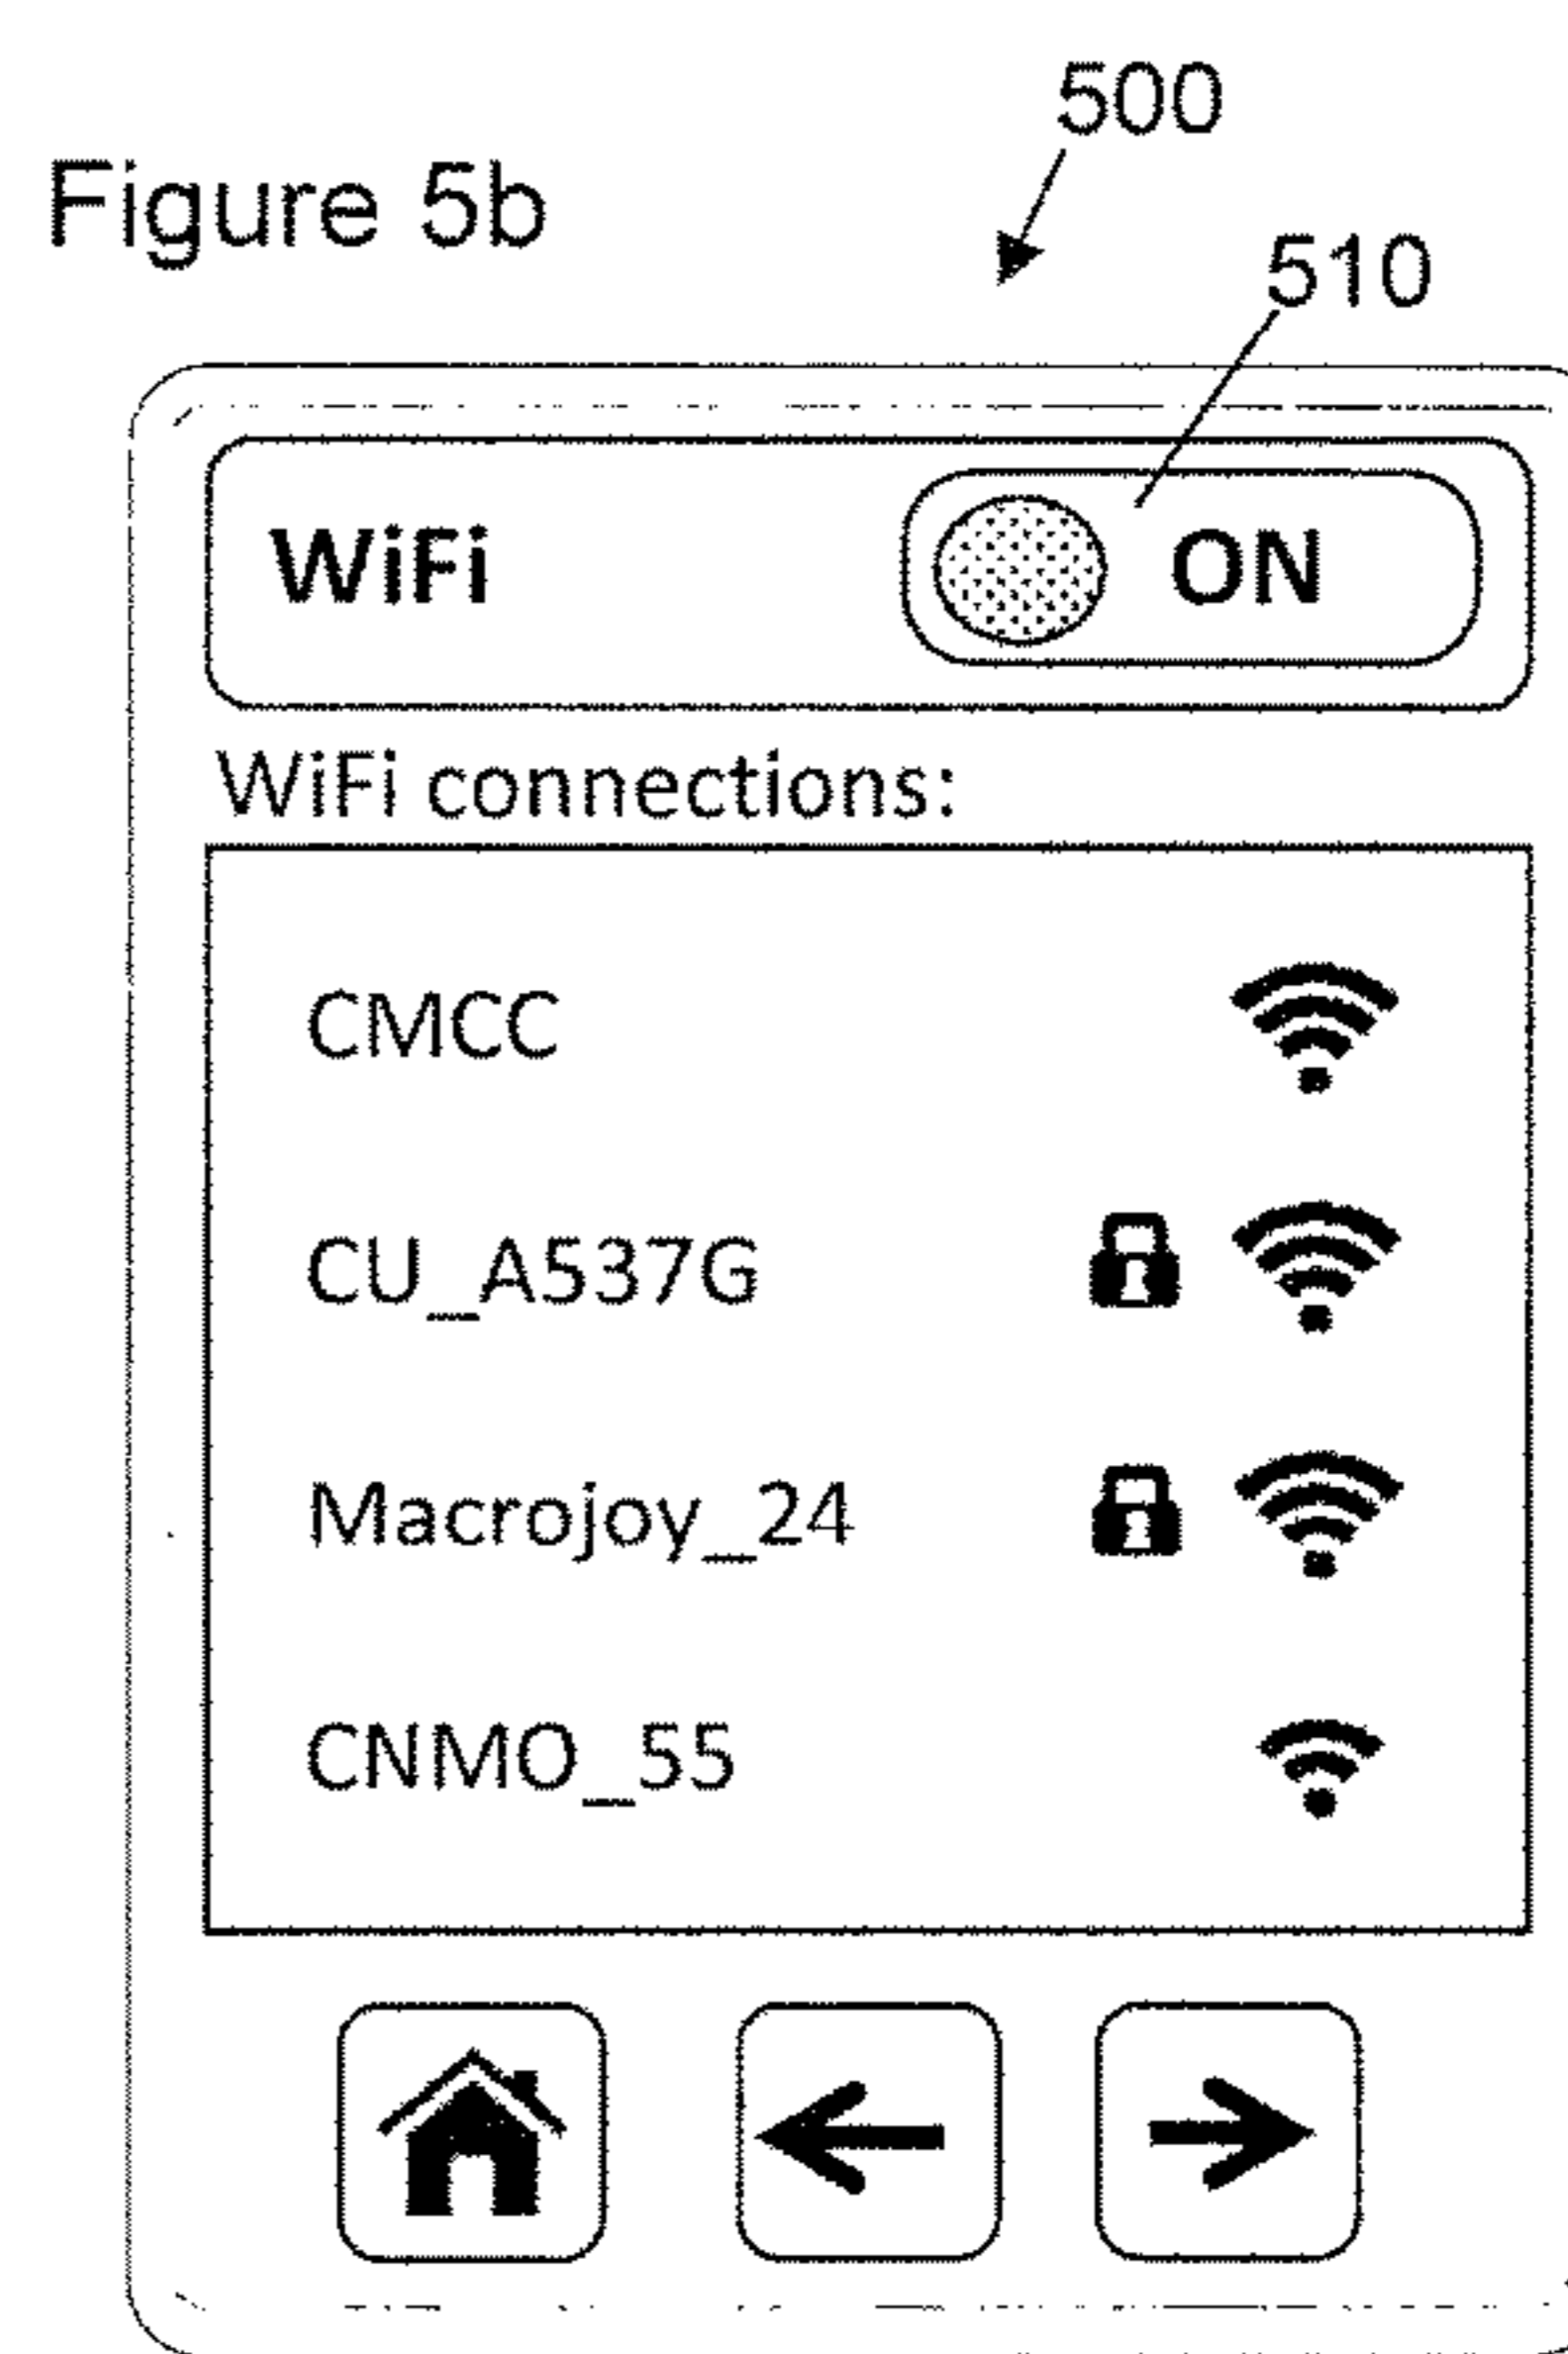 500
Figure 5b
510
WiFi ON
WiFi connections:
CMCC
CU_A537G
Macrojoy_24
CNMO_55